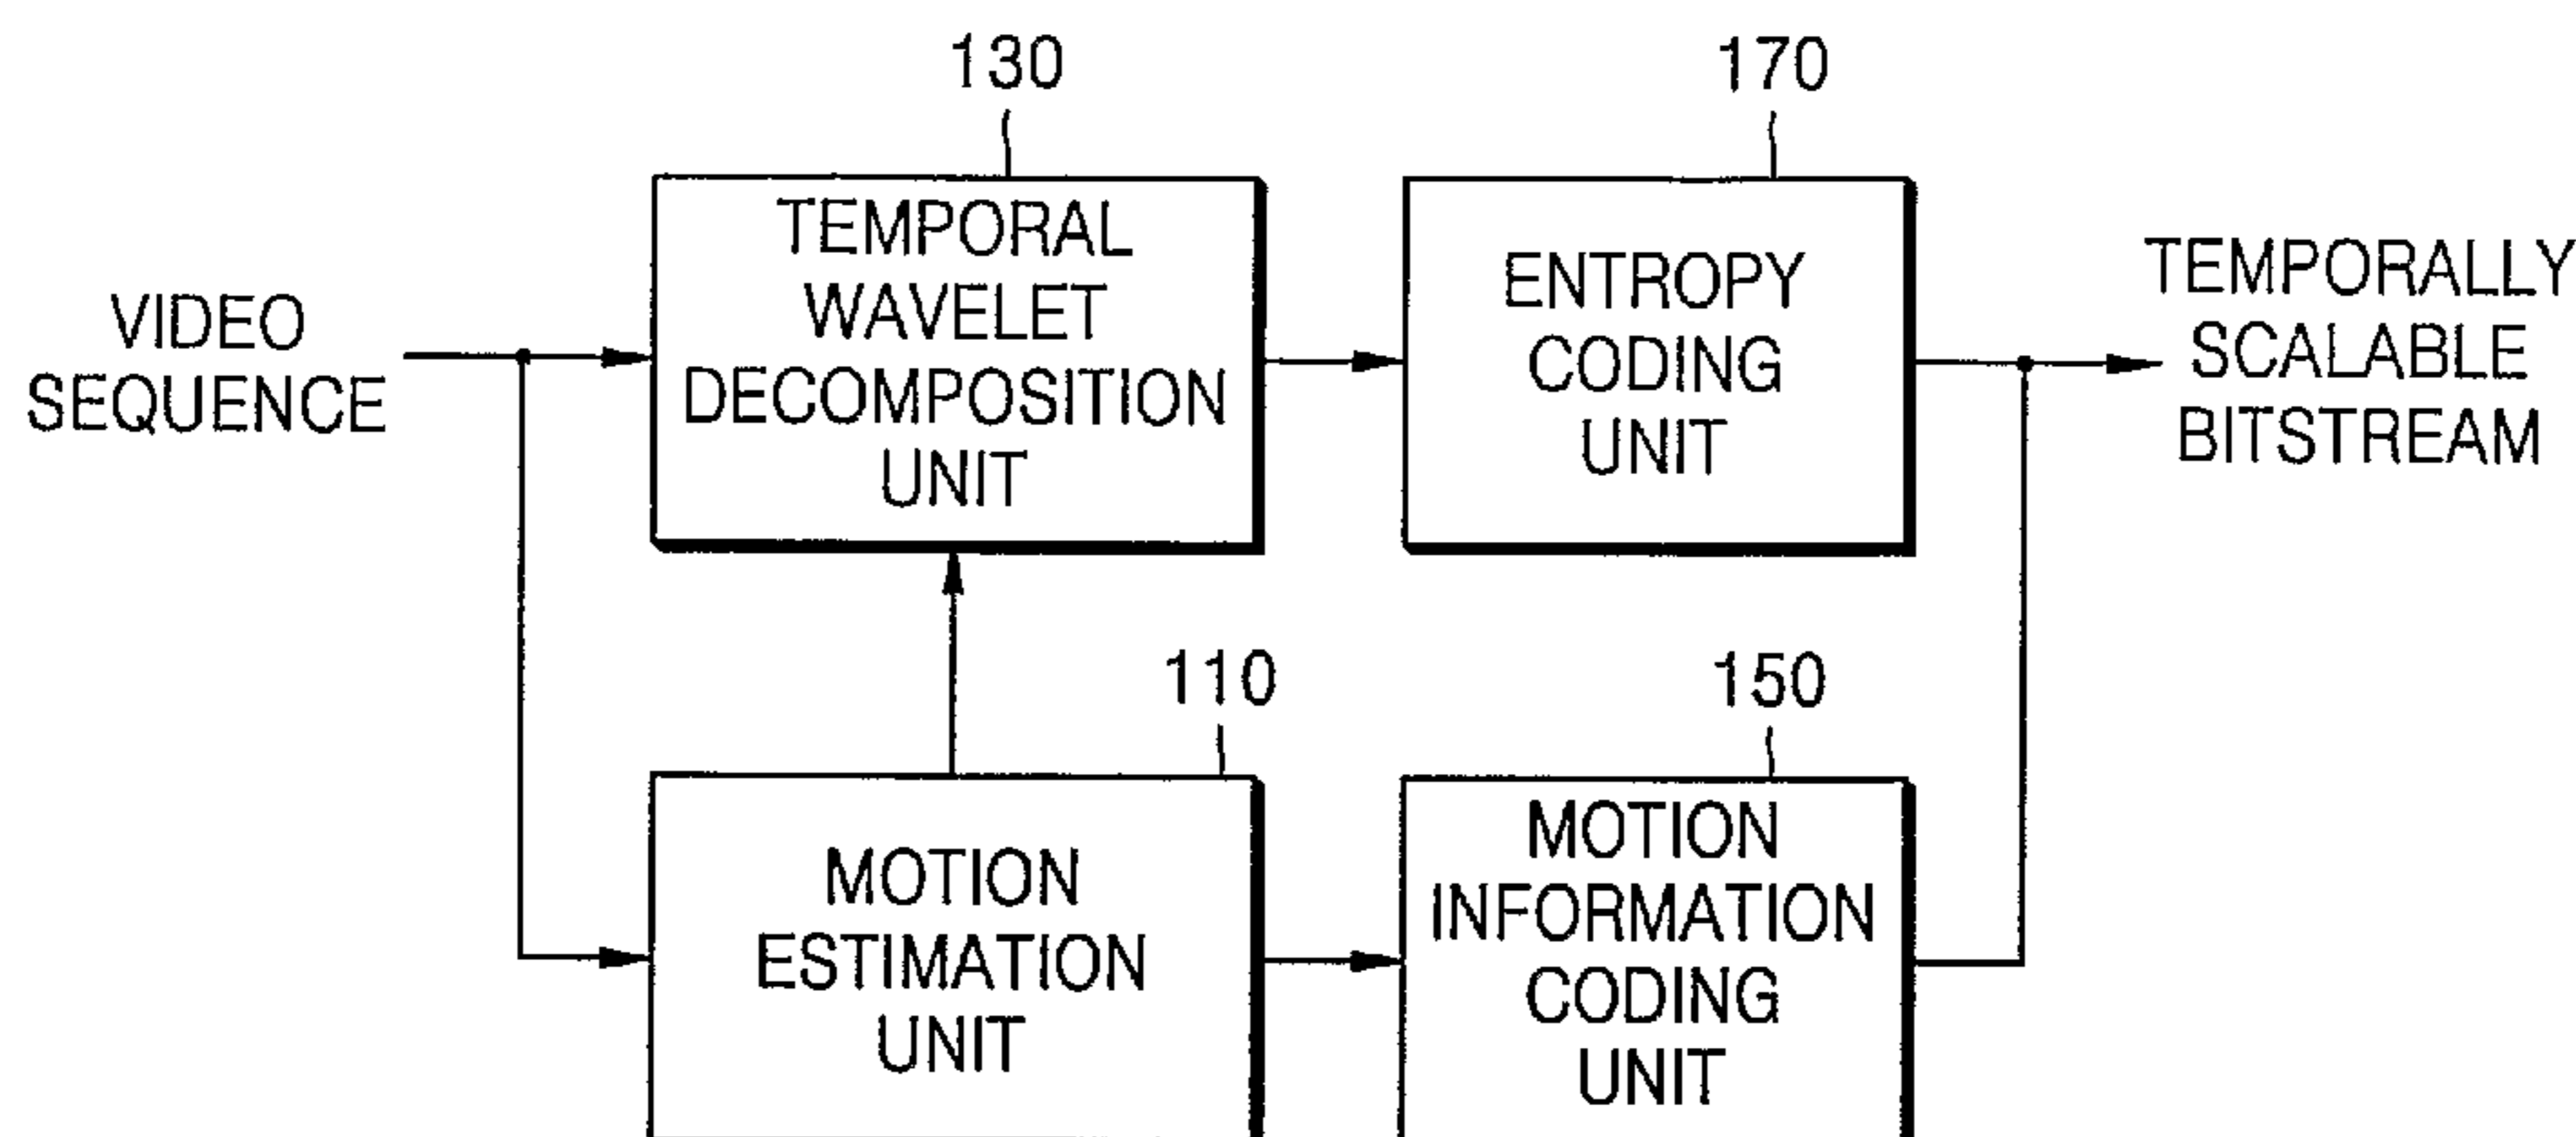 130
170
VIDEO
SEQUENCE
TEMPORAL
WAVELET
DECOMPOSITION
UNIT
ENTROPY
CODING
UNIT
TEMPORALLY
SCALABLE
BITSTREAM
110
150
MOTION
ESTIMATION
UNIT
MOTION
INFORMATION
CODING
UNIT